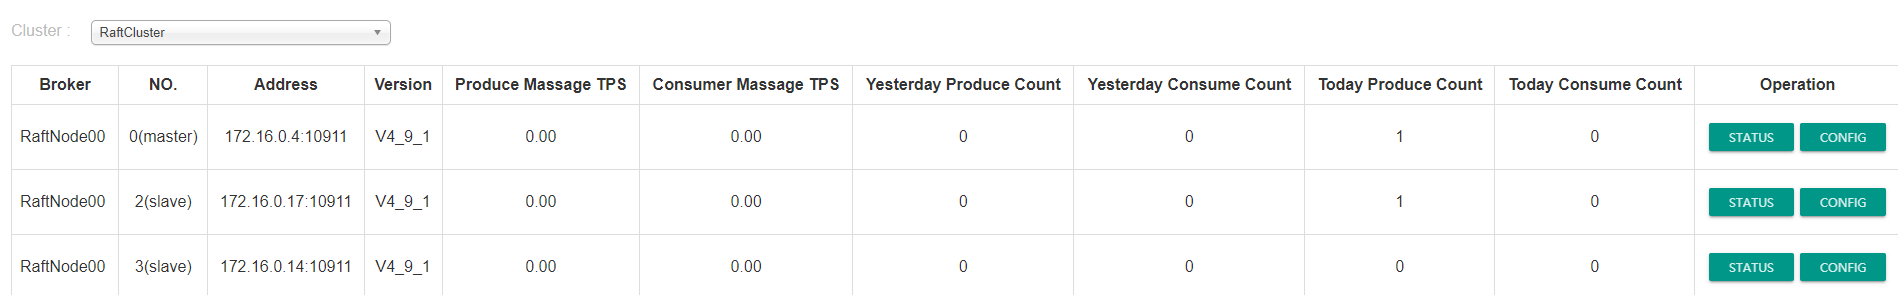 Cluster : RaftCluster
Broker NO. Address Version Produce Massage TPS Consumer Massage TPS Yesterday Produce Count Yesterday Consume Count Today Produce Count Today Consume Count Operation
RaftNode00 0(master) 172.16.0.4:10911 V4_9_1 0.00 0.00 0 0 1 0 STATUS CONFIG
RaftNode00 2(slave) 172.16.0.17:10911 V4_9_1 0.00 0.00 0 0 1 0 STATUS CONFIG
RaftNode00 3(slave) 172.16.0.14:10911 V4_9_1 0.00 0.00 0 0 0 0 STATUS CONFIG